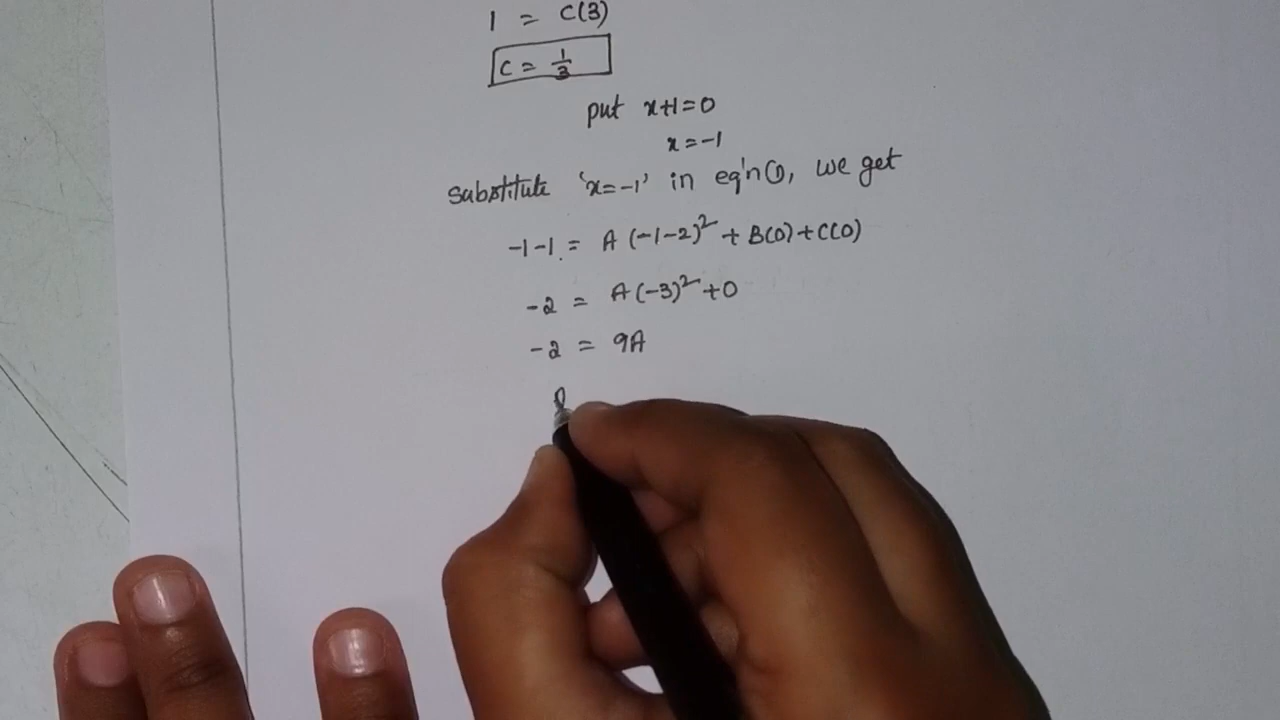 1 = C(3)
C = 1/3
put x+1=0
x=-1
substitute 'x=-1' in eq'n①, we get
-1-1 = A(-1-2)² + B(0)+C(0)
-2 = A(-3)²+0
-2 = 9A